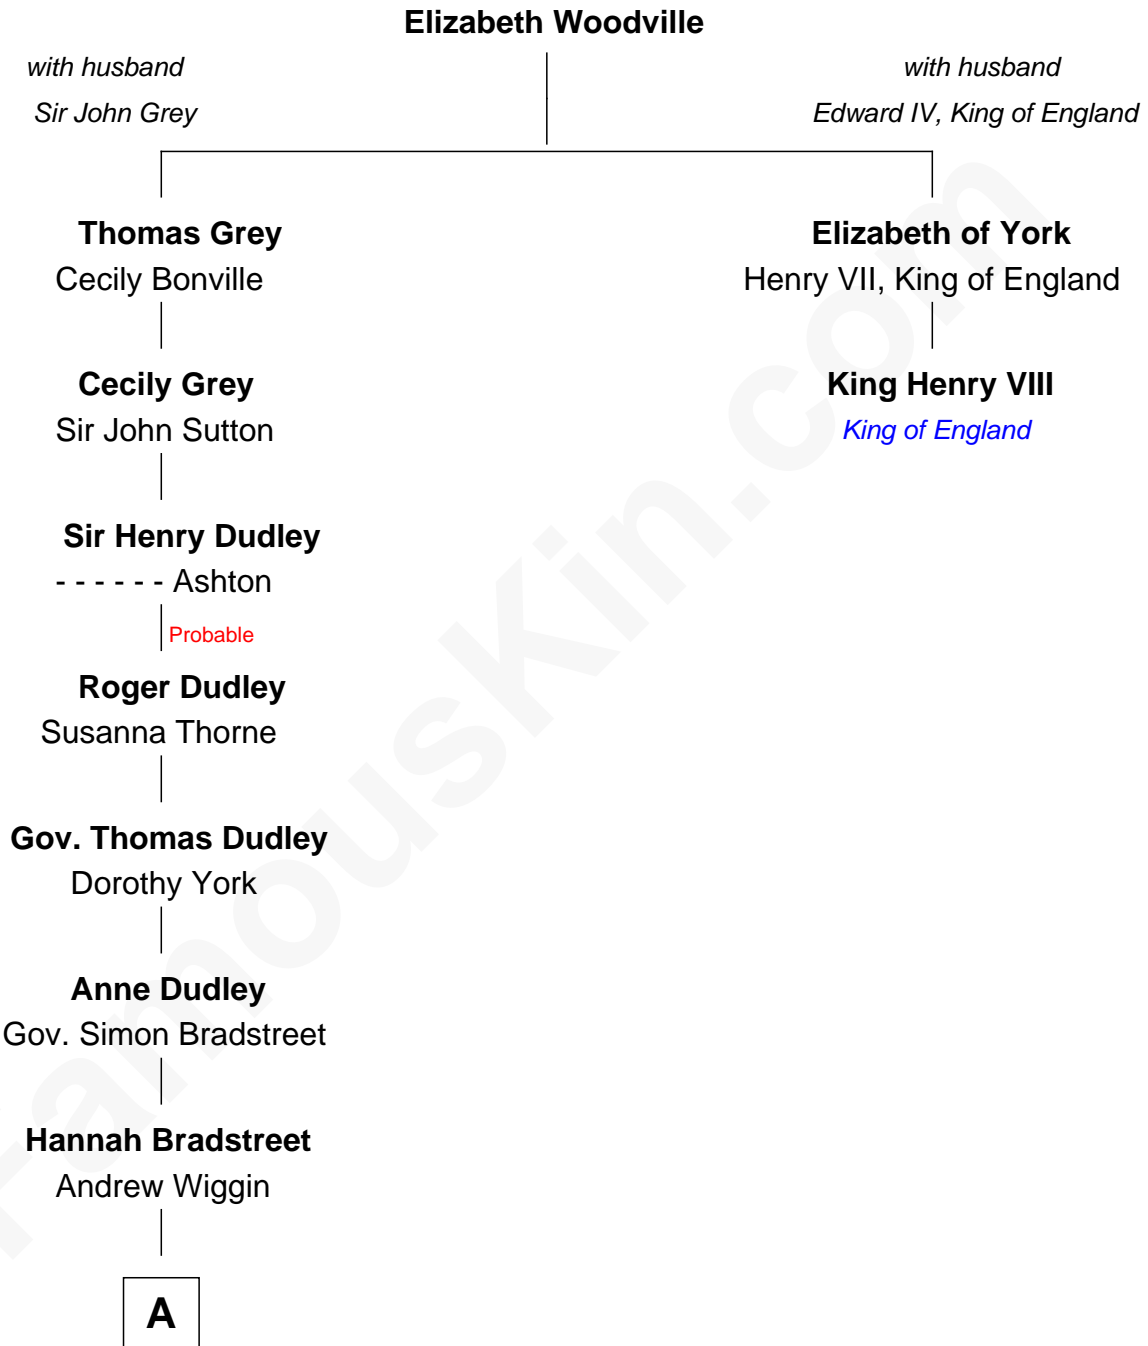 Elizabeth Woodville
with husband
Sir John Grey
with husband
Edward IV, King of England
Thomas Grey
Cecily Bonville
Elizabeth of York
Henry VII, King of England
Cecily Grey
Sir John Sutton
King Henry VIII
King of England
Sir Henry Dudley
- - - - - - Ashton
Probable
Roger Dudley
Susanna Thorne
Gov. Thomas Dudley
Dorothy York
Anne Dudley
Gov. Simon Bradstreet
Hannah Bradstreet
Andrew Wiggin
A
FamousKin.com